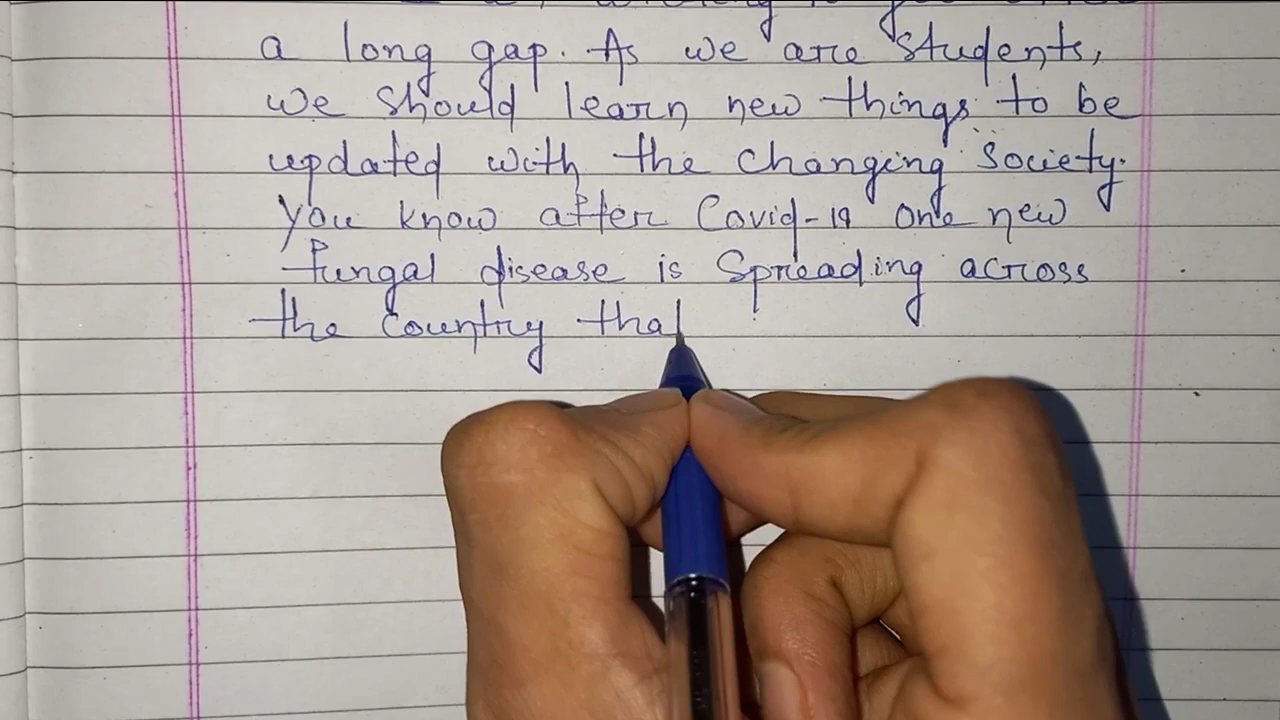 a long gap. As we are students,
we should learn new things to be
updated with the changing society.
you know after Covid-19 one new
fungal disease is spreading across
the country that